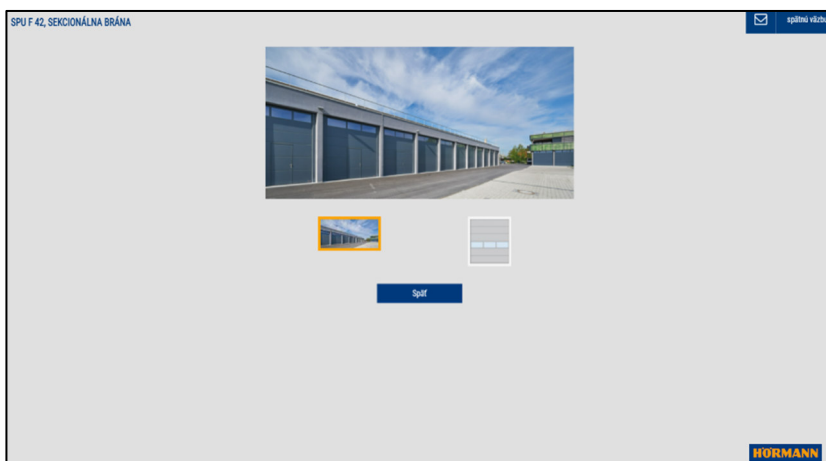 SPU F 42, SEKCIONÁLNA BRÁNA
spätnú väzbu
Späť
HÖRMANN